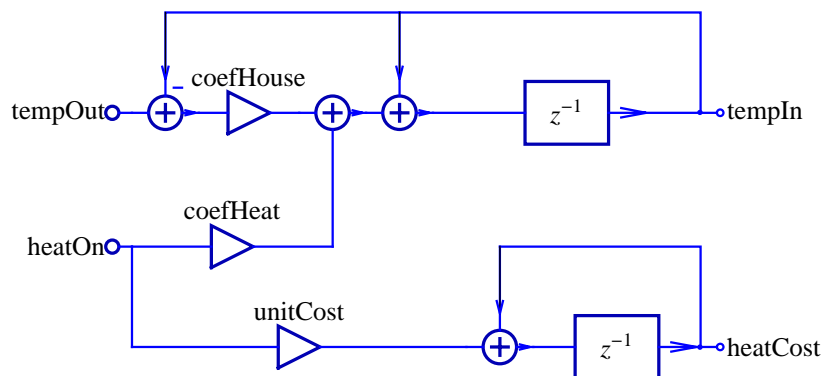 coefHouse
tempOut
z⁻¹
tempIn
coefHeat
heatOn
unitCost
z⁻¹
heatCost